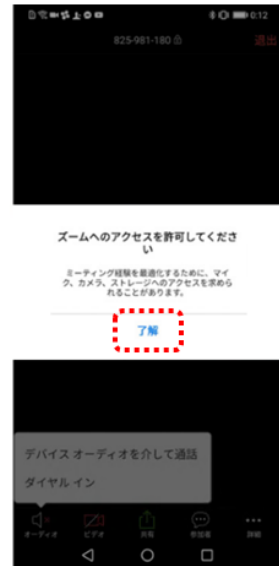 0:12
825-981-180
退出
ズームへのアクセスを許可してくださ
い
ミーティング経験を最適化するために、マイ
ク、カメラ、ストレージへのアクセスを求めら
れることがあります。
了解
デバイス オーディオを介して通話
ダイヤル イン
オーディオ ビデオ 共有 参加者 詳細